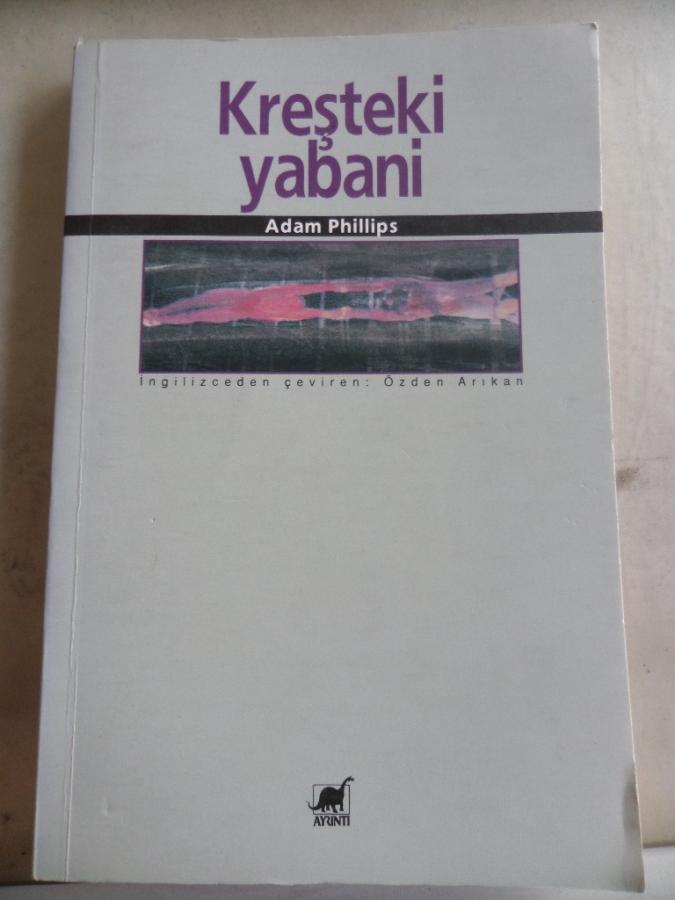 Kreşteki
yabani
Adam Phillips
İngilizceden çeviren: Özden Arıkan
AYRINTI